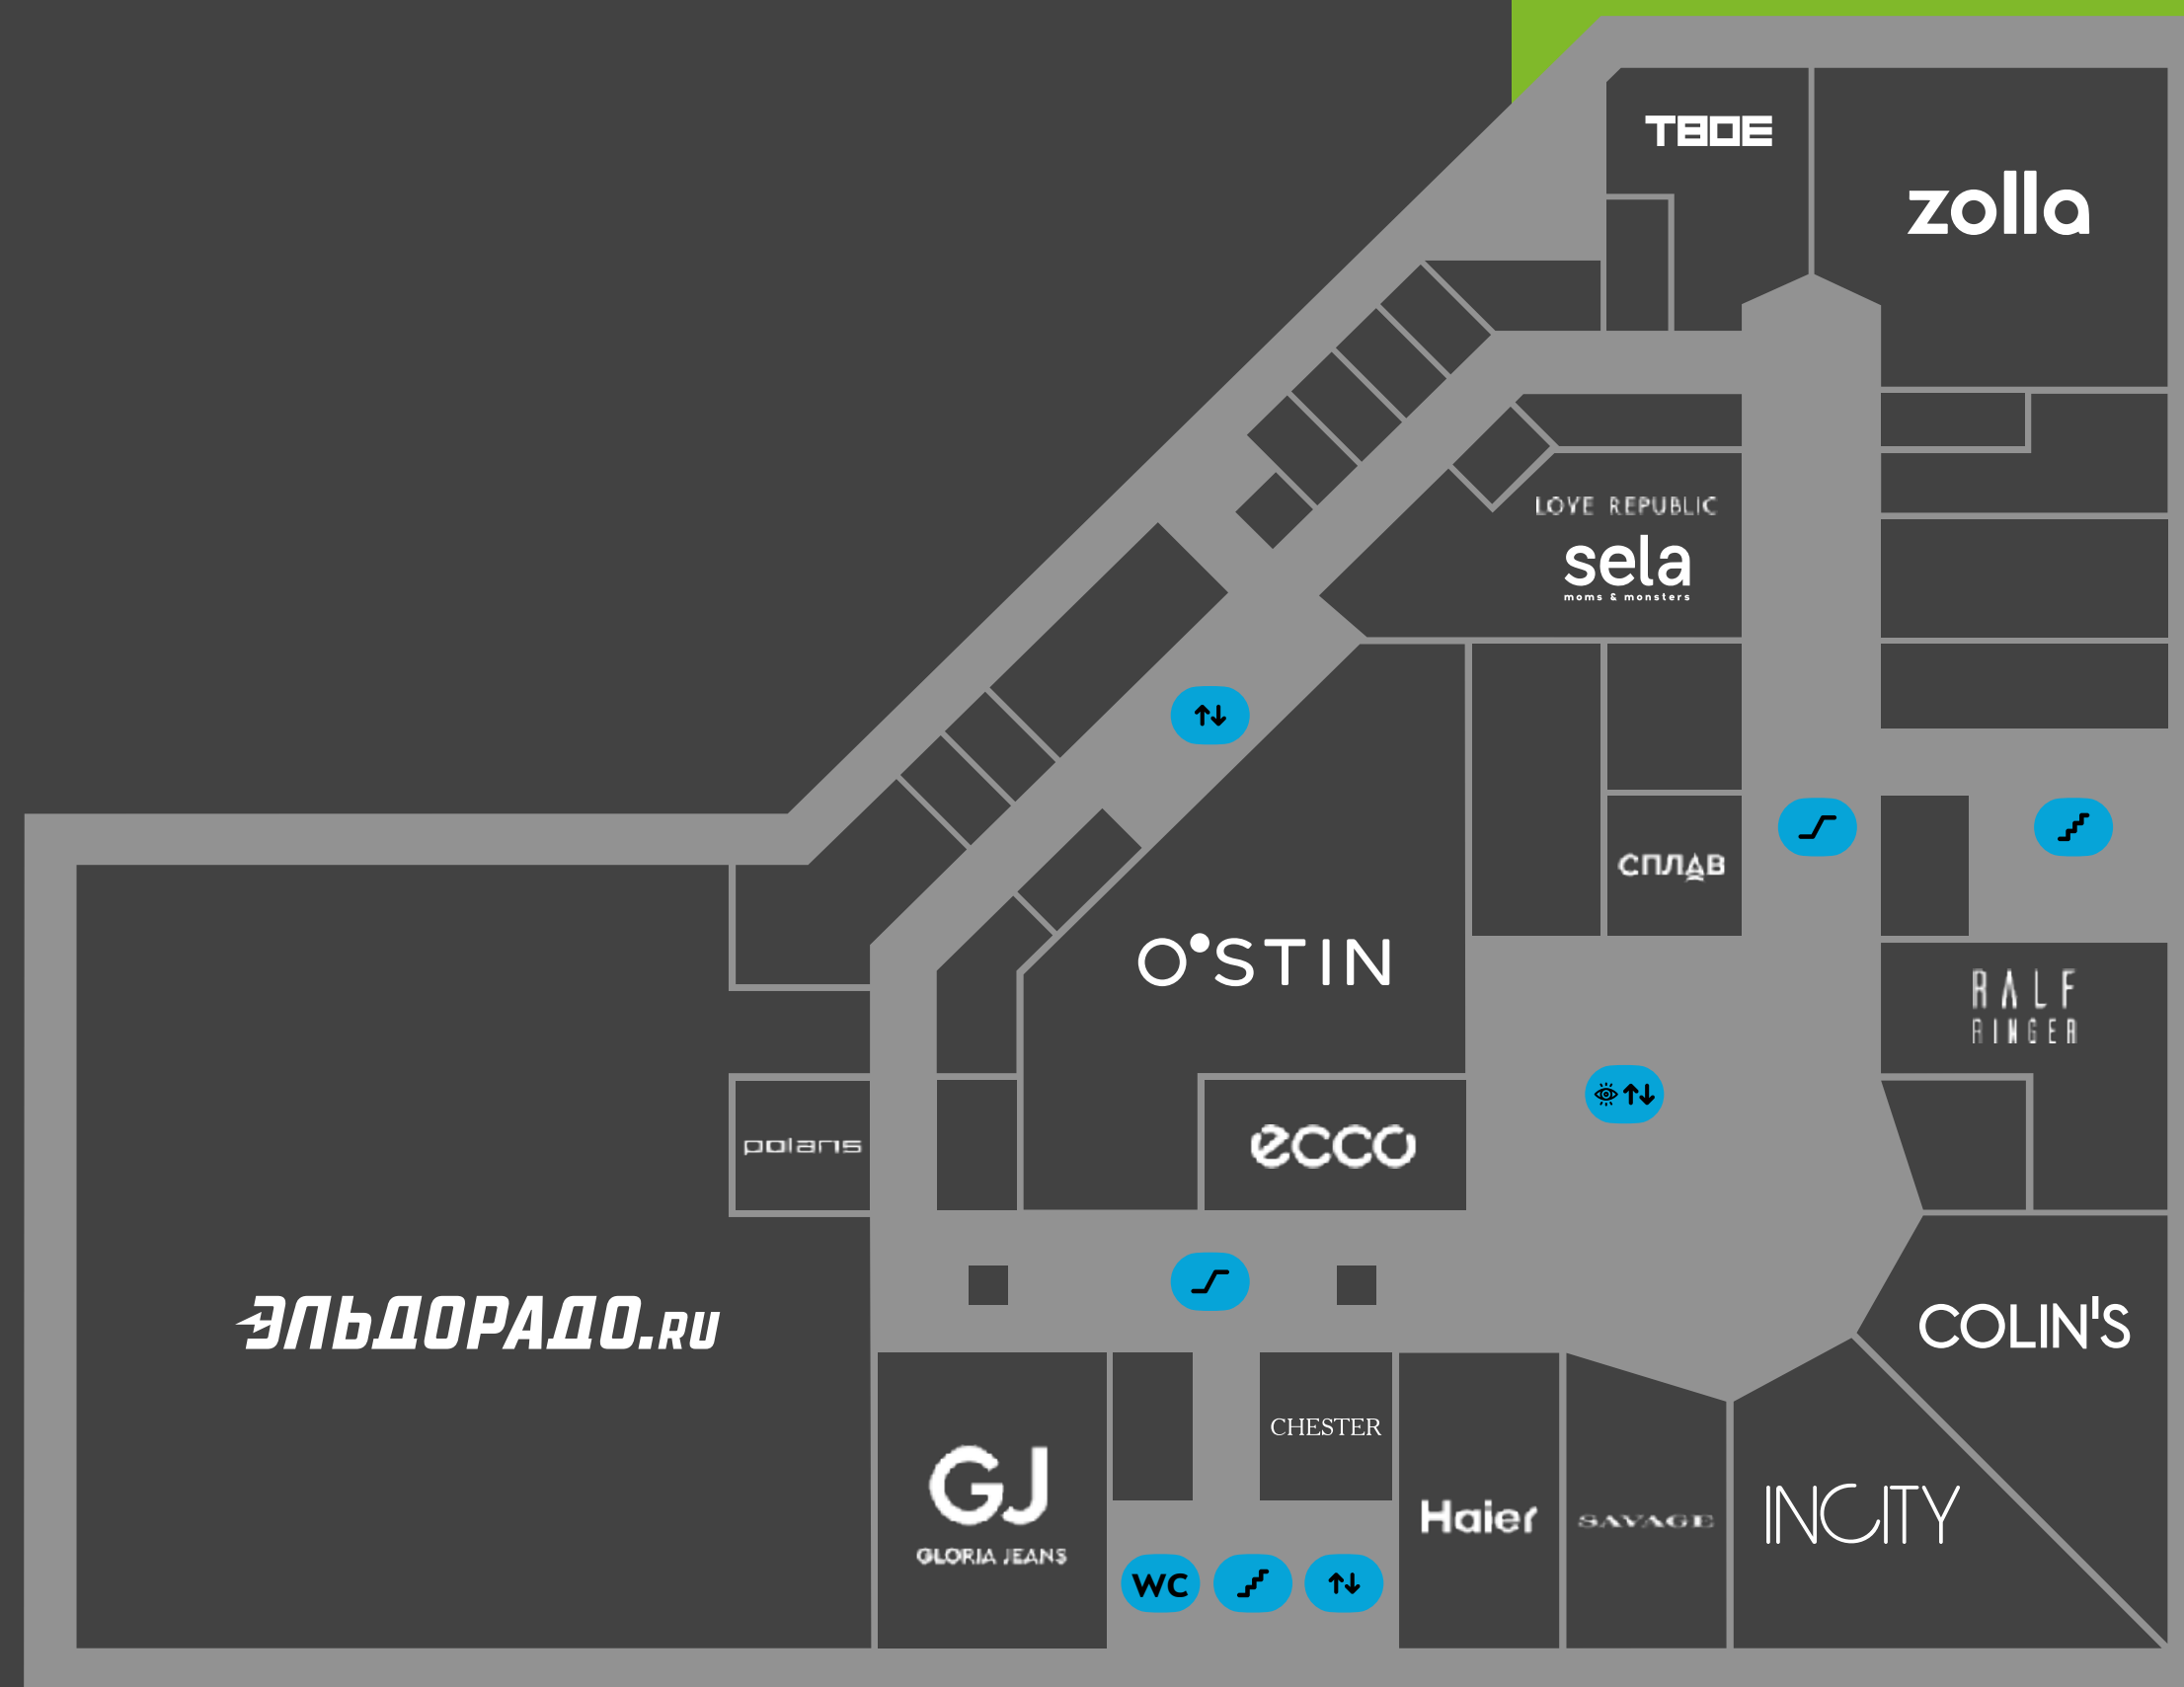 ТВОЕ
zolla
LOVE REPUBLIC
sela
moms & monsters
СПЛАВ
O'STIN
RALF
RINGER
polaris
ecco
ЭЛЬДОРАДО.RU
COLIN'S
CHESTER
GJ
GLORIA JEANS
Haier
SAVAGE
INCITY
WC